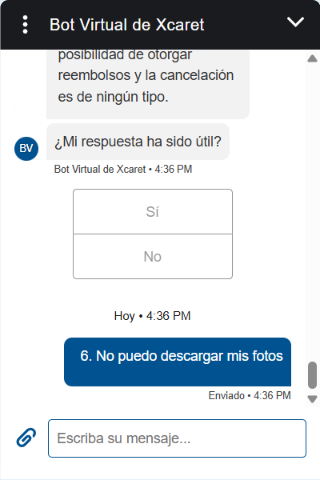 Bot Virtual de Xcaret
posibilidad de otorgar
reembolsos y la cancelación
es de ningún tipo.
¿Mi respuesta ha sido útil?
BV
Bot Virtual de Xcaret • 4:36 PM
Sí
No
Hoy • 4:36 PM
6. No puedo descargar mis fotos
Enviado • 4:36 PM
Escriba su mensaje...